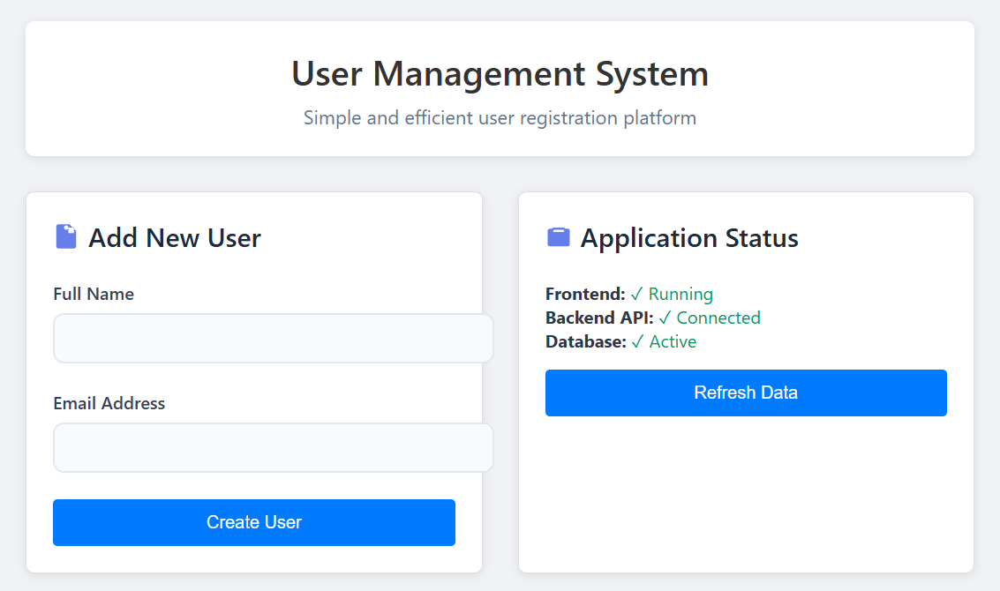 User Management System
Simple and efficient user registration platform
Add New User
Full Name
Email Address
Create User
Application Status
Frontend: ✓ Running
Backend API: ✓ Connected
Database: ✓ Active
Refresh Data